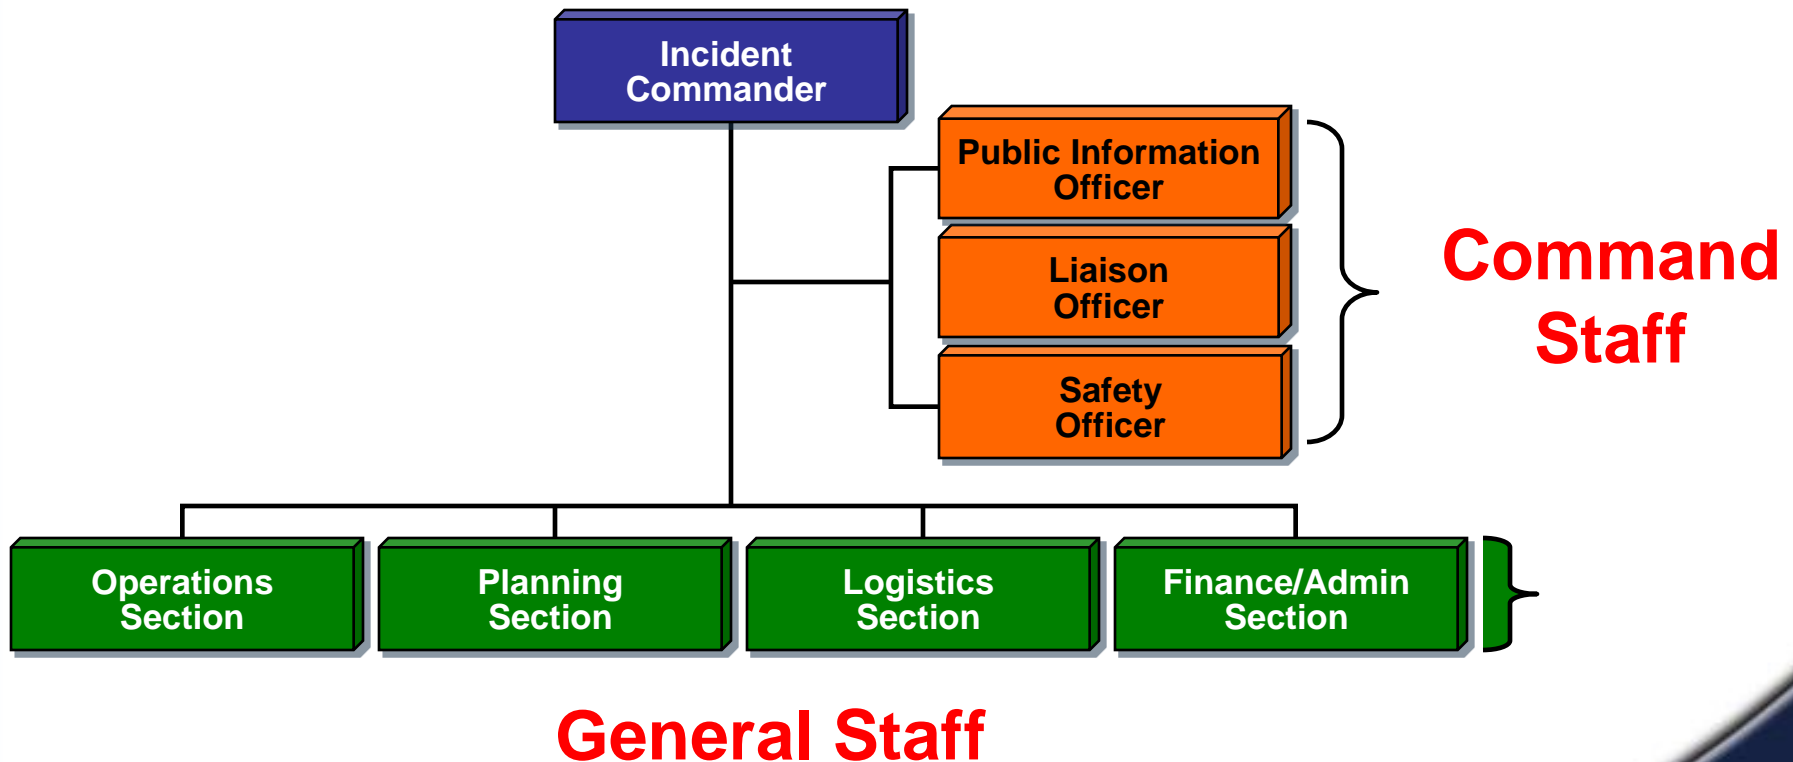 Incident
Commander
Public Information
Officer
Liaison
Officer
Safety
Officer
Command
Staff
Operations
Section
Planning
Section
Logistics
Section
Finance/Admin
Section
General Staff